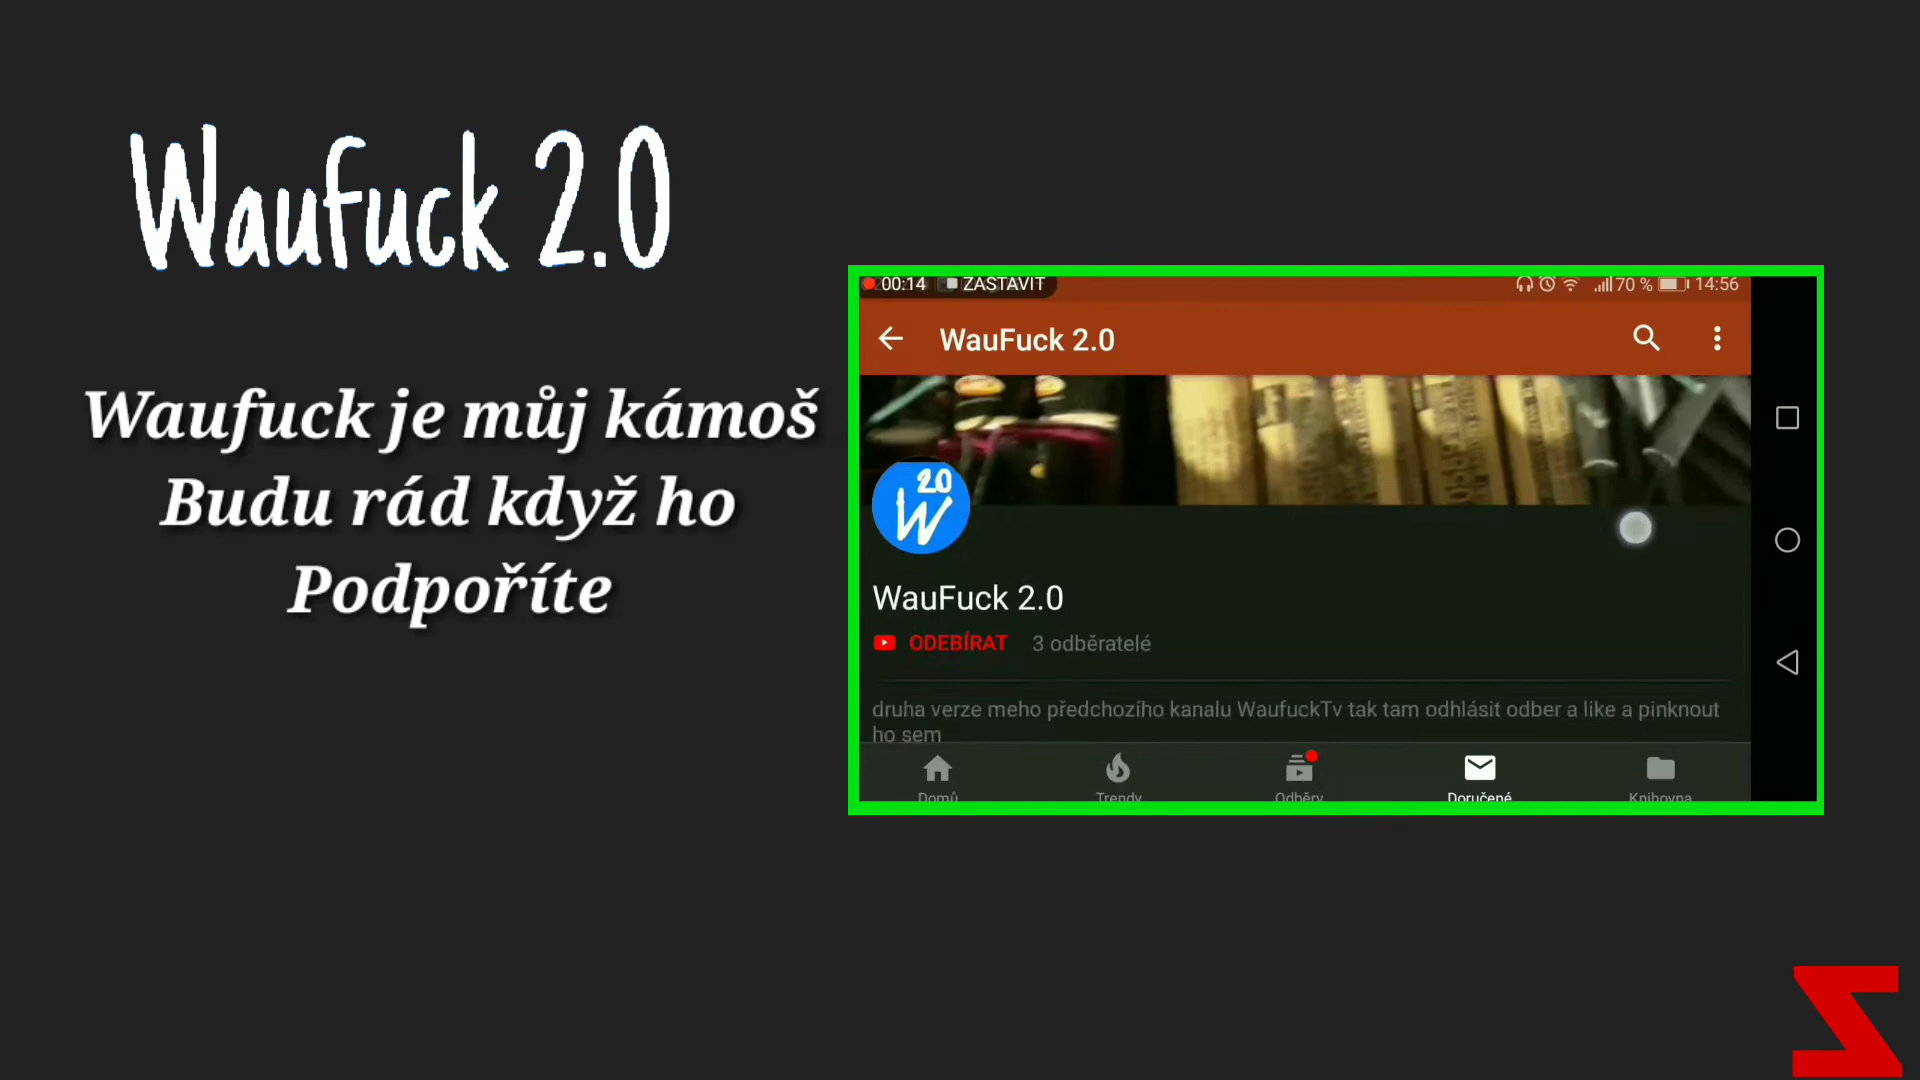 WauFuck 2.0
Waufuck je můj kámoš
Budu rád když ho
Podpoříte
00:14 ZASTAVIT 70 % 14:56
WauFuck 2.0
2.0
W
WauFuck 2.0
ODEBÍRAT 3 odběratelé
druha verze meho předchozího kanalu WaufuckTv tak tam odhlásit odber a like a pinknout
ho sem
Domů Trendy Odběry Doručené Knihovna